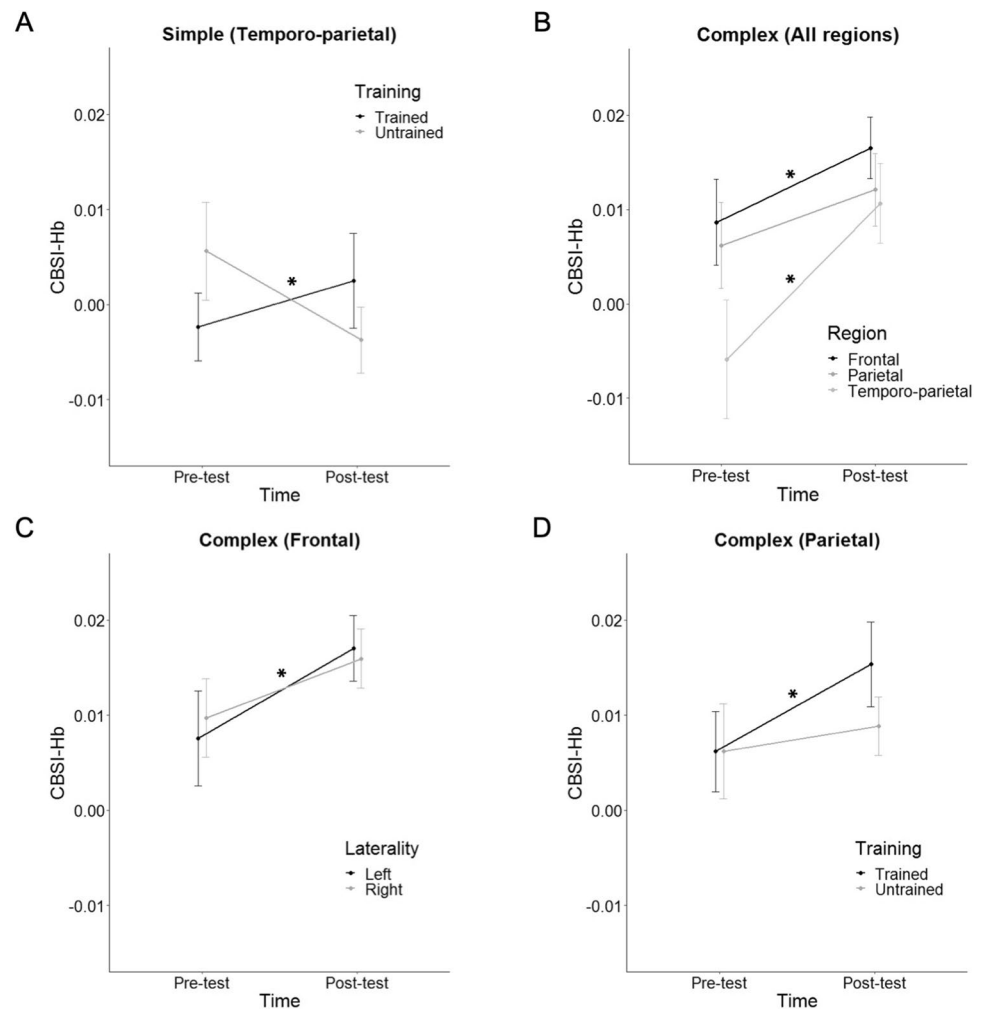 A
Simple (Temporo-parietal)
CBSI-Hb
0.02
0.01
0.00
-0.01
Training
Trained
Untrained
*
Pre-test
Post-test
Time
B
Complex (All regions)
CBSI-Hb
0.02
0.01
0.00
-0.01
*
*
Region
Frontal
Parietal
Temporo-parietal
Pre-test
Post-test
Time
C
Complex (Frontal)
CBSI-Hb
0.02
0.01
0.00
-0.01
*
Laterality
Left
Right
Pre-test
Post-test
Time
D
Complex (Parietal)
CBSI-Hb
0.02
0.01
0.00
-0.01
*
Training
Trained
Untrained
Pre-test
Post-test
Time